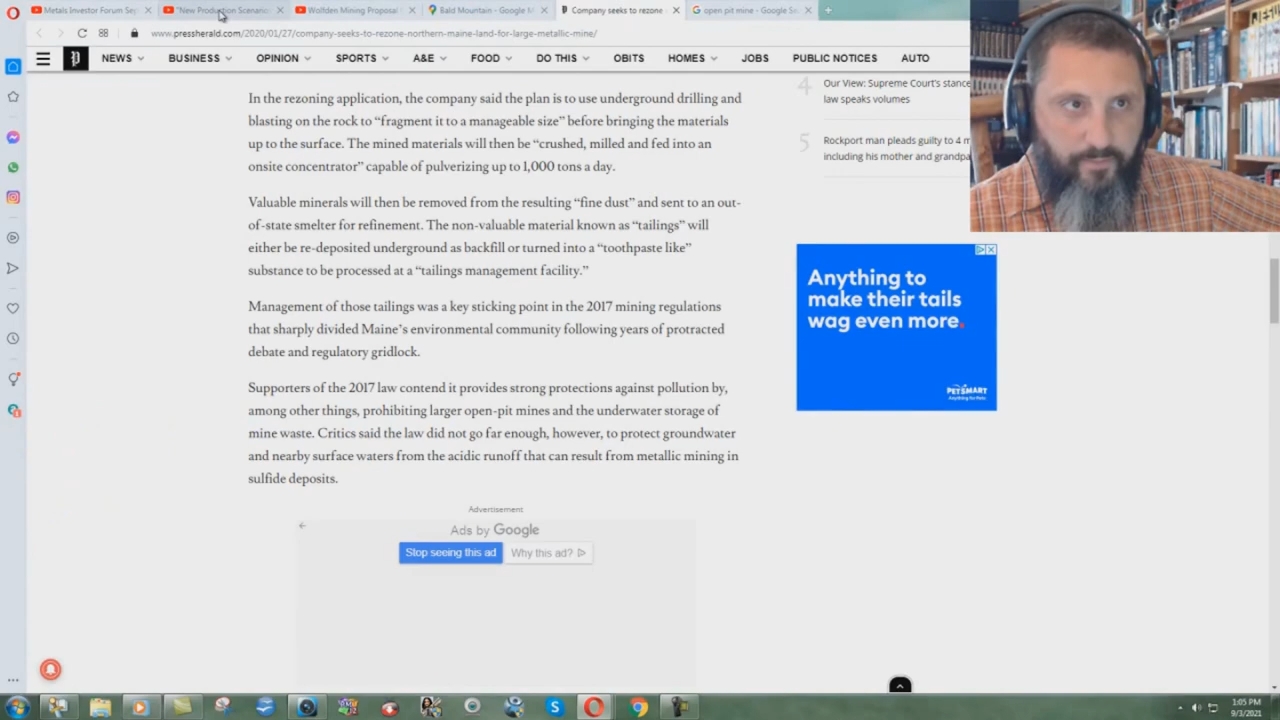 Metals Investor Forum Sep
"New Production Scenario
Wolfden Mining Proposal
Bald Mountain - Google M
Company seeks to rezone
open pit mine - Google Se
www.pressherald.com/2020/01/27/company-seeks-to-rezone-northern-maine-land-for-large-metallic-mine/
NEWS
BUSINESS
OPINION
SPORTS
A&E
FOOD
DO THIS
OBITS
HOMES
JOBS
PUBLIC NOTICES
AUTO
In the rezoning application, the company said the plan is to use underground drilling and
blasting on the rock to “fragment it to a manageable size” before bringing the materials
up to the surface. The mined materials will then be “crushed, milled and fed into an
onsite concentrator” capable of pulverizing up to 1,000 tons a day.
Valuable minerals will then be removed from the resulting “fine dust” and sent to an out-
of-state smelter for refinement. The non-valuable material known as “tailings” will
either be re-deposited underground as backfill or turned into a “toothpaste like”
substance to be processed at a “tailings management facility.”
Management of those tailings was a key sticking point in the 2017 mining regulations
that sharply divided Maine’s environmental community following years of protracted
debate and regulatory gridlock.
Supporters of the 2017 law contend it provides strong protections against pollution by,
among other things, prohibiting larger open-pit mines and the underwater storage of
mine waste. Critics said the law did not go far enough, however, to protect groundwater
and nearby surface waters from the acidic runoff that can result from metallic mining in
sulfide deposits.
Advertisement
Ads by Google
Stop seeing this ad
Why this ad?
4
Our View: Supreme Court’s stance
law speaks volumes
5
Rockport man pleads guilty to 4 m
including his mother and grandpa
Anything to
make their tails
wag even more.
PETSMART
Anything for Pets
1:05 PM
9/3/2021